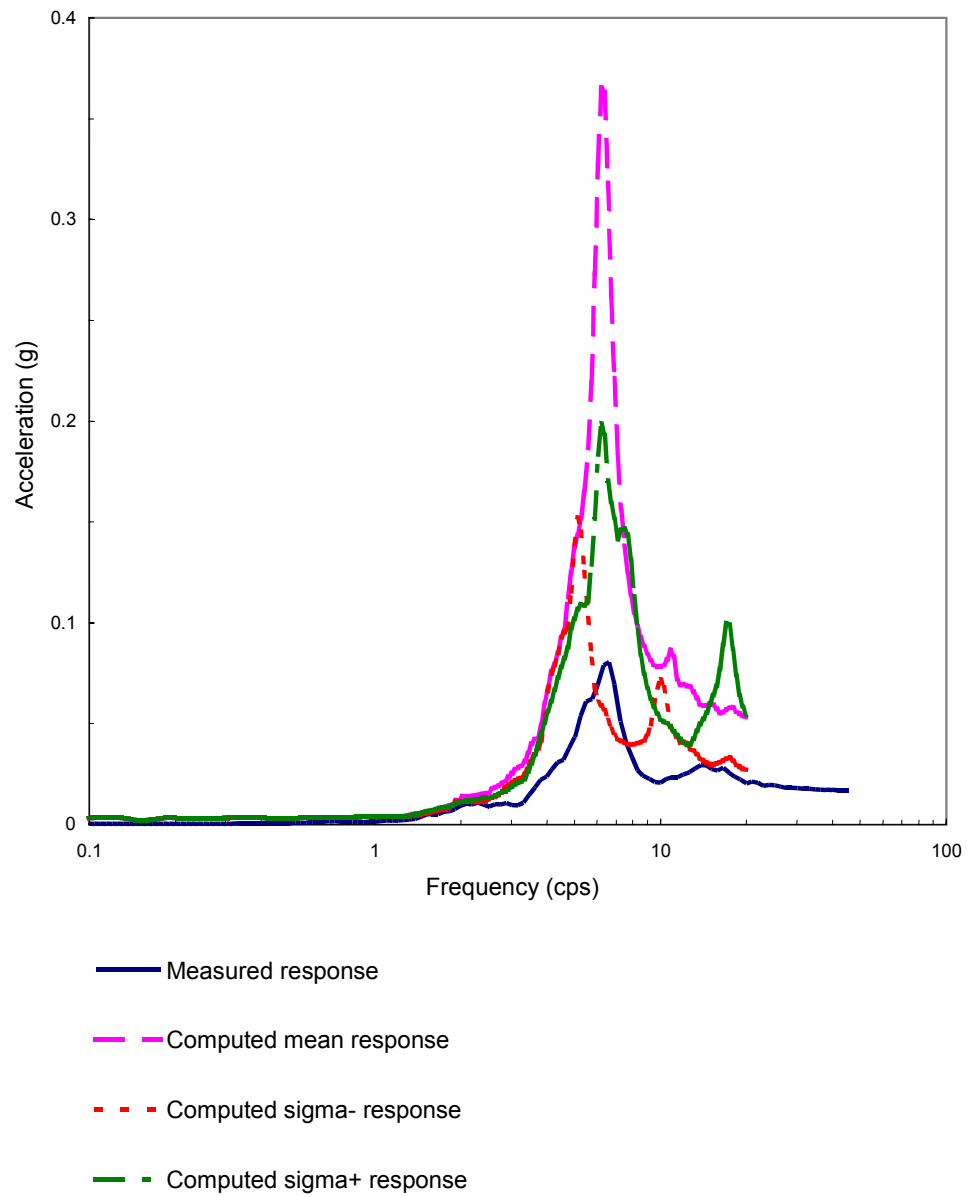 0.4
0.3
0.2
0.1
0
Acceleration (g)
0.1 1 10 100
Frequency (cps)
Measured response
Computed mean response
Computed sigma- response
Computed sigma+ response